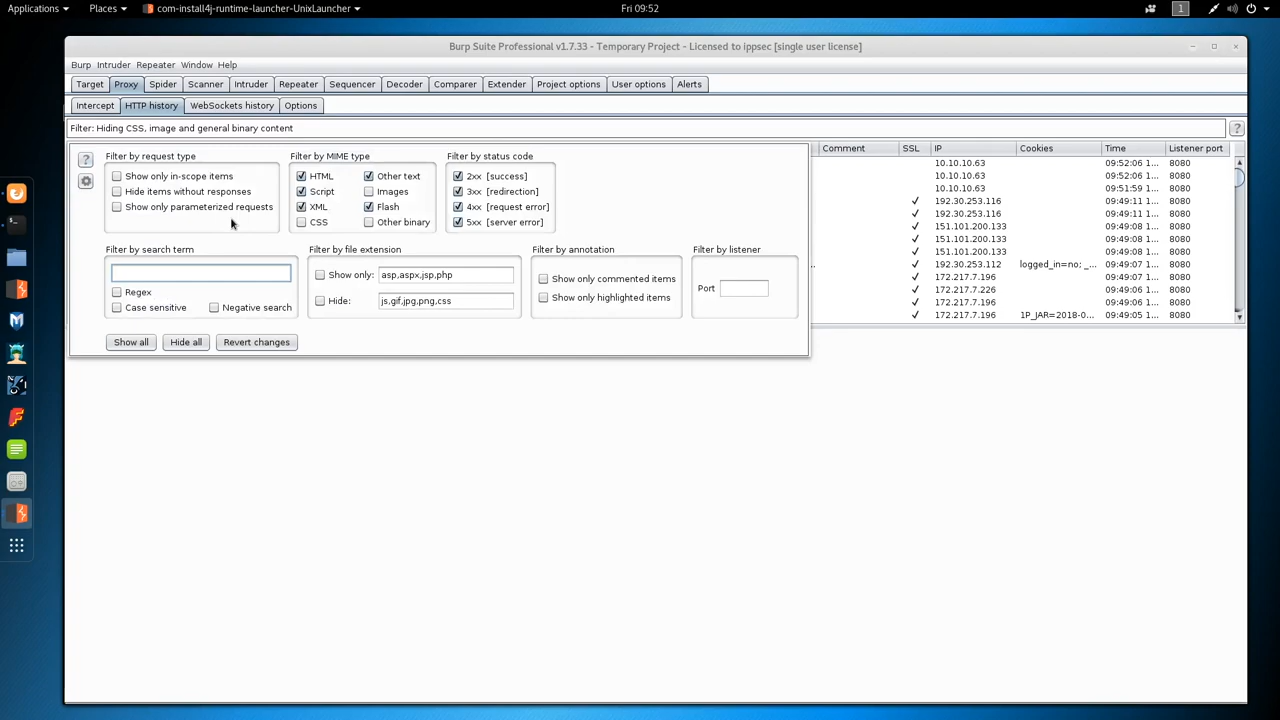 Applications ▾ Places ▾ com-install4j-runtime-launcher-UnixLauncher ▾ Fri 09:52 1
Burp Suite Professional v1.7.33 - Temporary Project - Licensed to ippsec [single user license]
Burp Intruder Repeater Window Help
Target Proxy Spider Scanner Intruder Repeater Sequencer Decoder Comparer Extender Project options User options Alerts
Intercept HTTP history WebSockets history Options
Filter: Hiding CSS, image and general binary content ?
Comment SSL IP Cookies Time Listener port
? Filter by request type Filter by MIME type Filter by status code
Show only in-scope items HTML Other text 2xx [success]
Hide items without responses Script Images 3xx [redirection]
Show only parameterized requests XML Flash 4xx [request error]
CSS Other binary 5xx [server error]
Filter by search term Filter by file extension Filter by annotation Filter by listener
Show only: asp,aspx,jsp,php Show only commented items Port
Regex
Hide: js,gif,jpg,png,css Show only highlighted items
Case sensitive Negative search
Show all Hide all Revert changes
10.10.10.63 09:52:06 1... 8080
10.10.10.63 09:52:06 1... 8080
10.10.10.63 09:51:59 1... 8080
✓ 192.30.253.116 09:49:11 1... 8080
✓ 192.30.253.116 09:49:11 1... 8080
✓ 151.101.200.133 09:49:08 1... 8080
✓ 151.101.200.133 09:49:08 1... 8080
✓ 151.101.200.133 09:49:08 1... 8080
✓ 192.30.253.112 logged_in=no; _... 09:49:07 1... 8080
✓ 172.217.7.196 09:49:07 1... 8080
✓ 172.217.7.226 09:49:06 1... 8080
✓ 172.217.7.196 09:49:06 1... 8080
✓ 172.217.7.196 1P_JAR=2018-0... 09:49:05 1... 8080